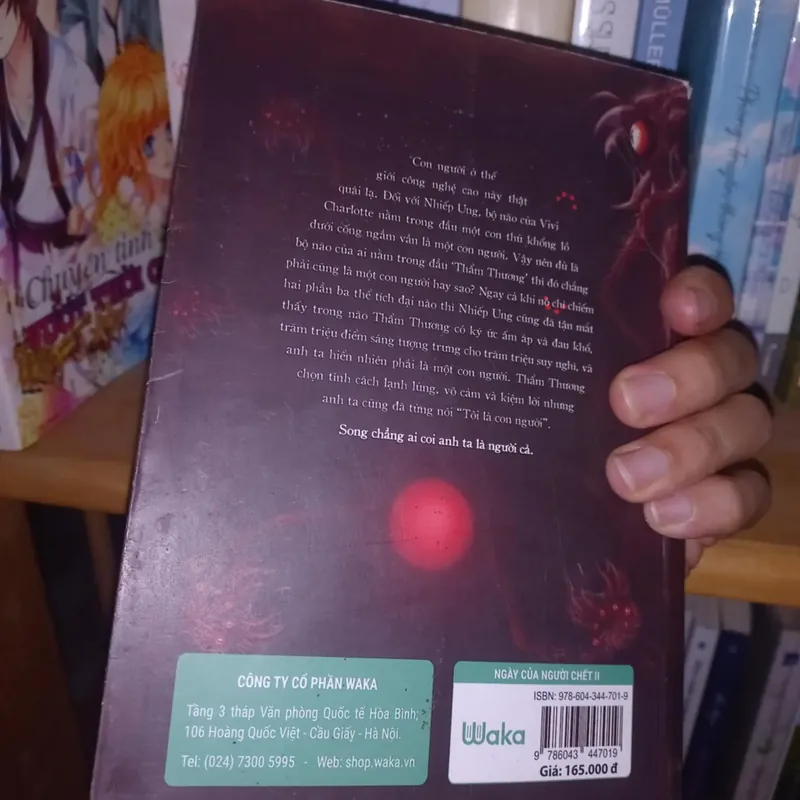 'Con người ở thế
giới công nghệ cao này thật
quái lạ. Đối với Nhiếp Ung, bộ não của Vivi
Charlotte nằm trong đầu một con thú khổng lồ
dưới cống ngầm vẫn là một con người. Vậy nên dù là
bộ não của ai nằm trong đầu 'Thẩm Thương' thì đó chẳng
phải cũng là một con người hay sao? Ngay cả khi nó chỉ chiếm
hai phần ba thể tích đại não thì Nhiếp Ung cũng đã tận mắt
thấy trong não Thẩm Thương có ký ức ấm áp và đau khổ,
trăm triệu điểm sáng tượng trưng cho trăm triệu suy nghĩ, và
anh ta hiển nhiên phải là một con người. Thẩm Thương
chọn tính cách lạnh lùng, vô cảm và kiệm lời nhưng
anh ta cũng đã từng nói "Tôi là con người".
Song chẳng ai coi anh ta là người cả.
CÔNG TY CỔ PHẦN WAKA
Tầng 3 tháp Văn phòng Quốc tế Hòa Bình,
106 Hoàng Quốc Việt - Cầu Giấy - Hà Nội.
Tel: (024) 7300 5995 - Web: shop.waka.vn
NGÀY CỦA NGƯỜI CHẾT II
ISBN: 978-604-344-701-9
Waka
9 786043 447019
Giá: 165.000 đ
Chuyện tình
MÜLLER